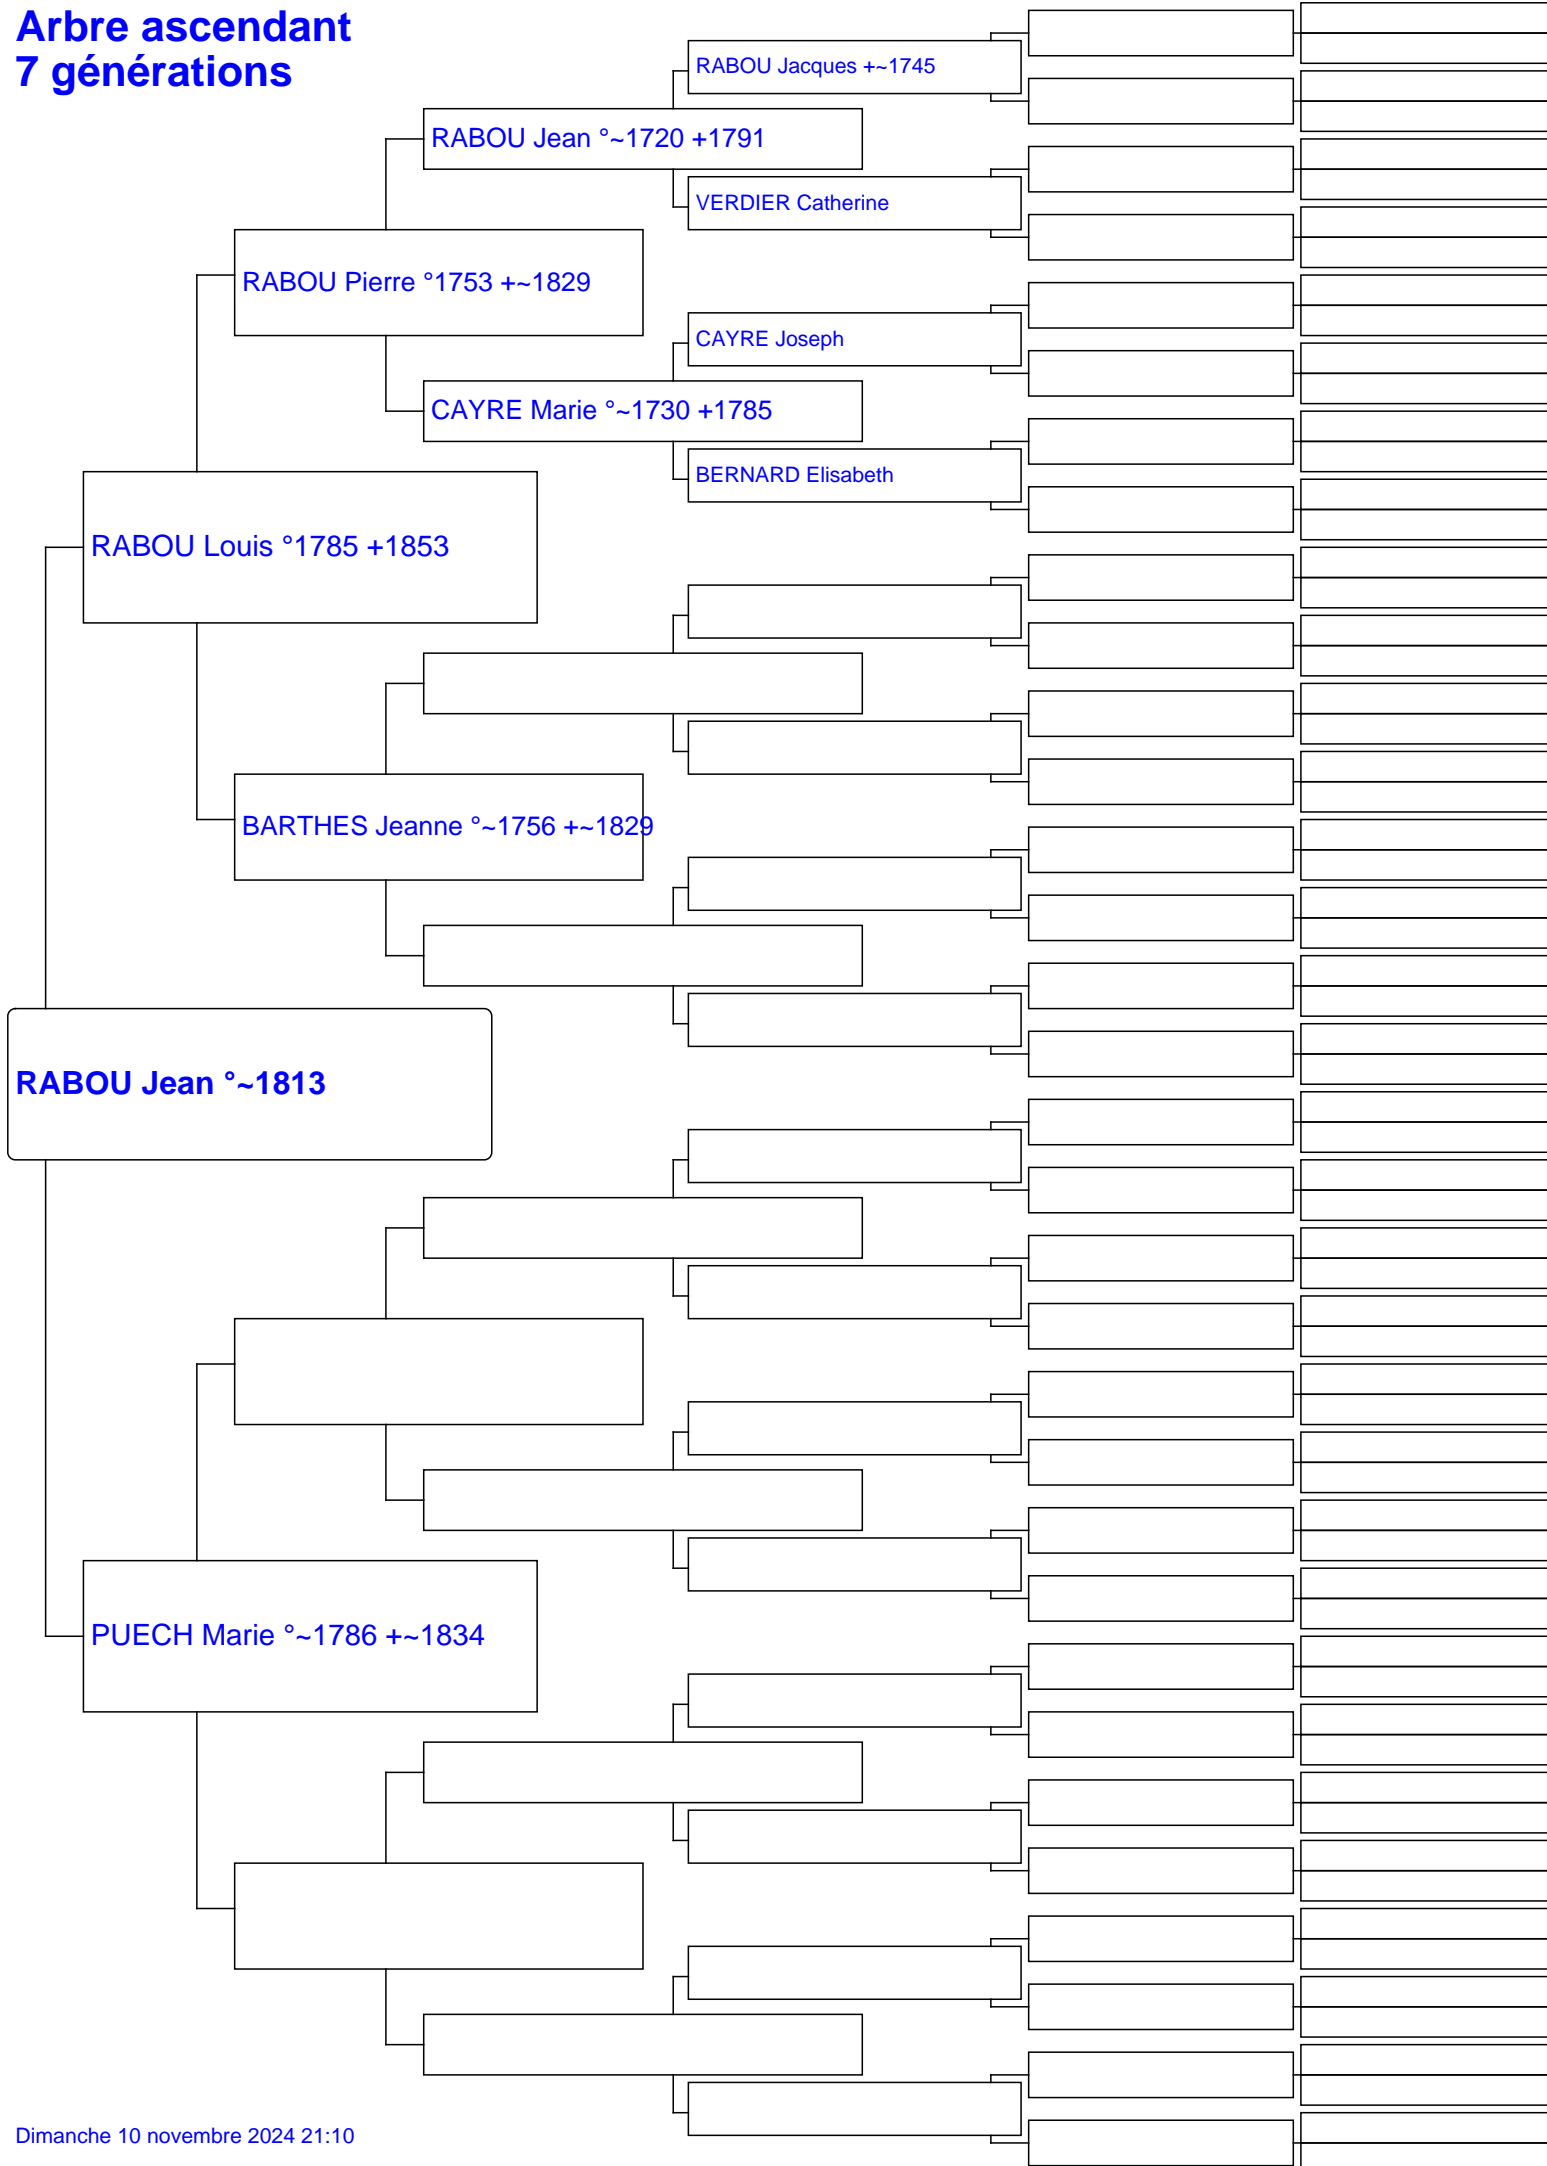 Arbre ascendant
7 générations
RABOU Jacques +~1745
RABOU Jean °~1720 +1791
VERDIER Catherine
RABOU Pierre °1753 +~1829
CAYRE Joseph
CAYRE Marie °~1730 +1785
BERNARD Elisabeth
RABOU Louis °1785 +1853
BARTHES Jeanne °~1756 +~1829
RABOU Jean °~1813
PUECH Marie °~1786 +~1834
Dimanche 10 novembre 2024 21:10